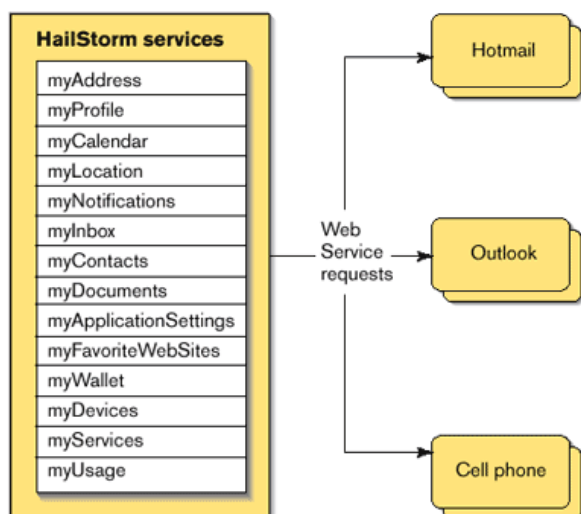 HailStorm services
myAddress
myProfile
myCalendar
myLocation
myNotifications
myInbox
myContacts
myDocuments
myApplicationSettings
myFavoriteWebSites
myWallet
myDevices
myServices
myUsage
Web
Service
requests
Hotmail
Outlook
Cell phone